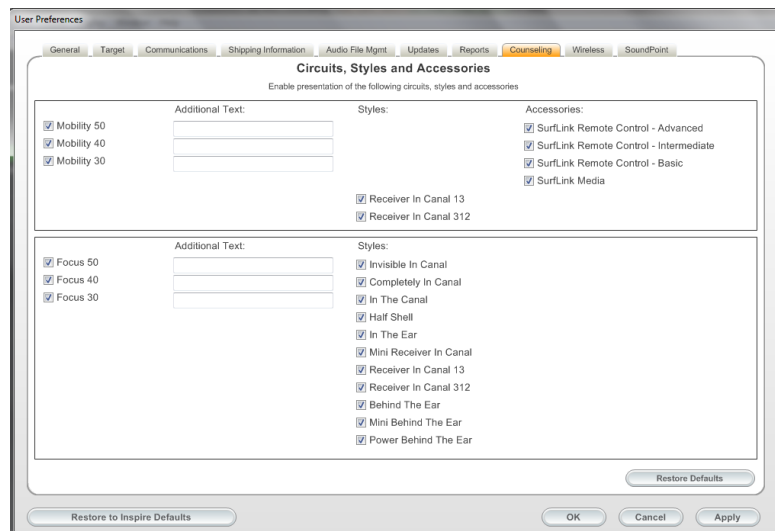 User Preferences
General Target Communications Shipping Information Audio File Mgmt Updates Reports Counseling Wireless SoundPoint
Circuits, Styles and Accessories
Enable presentation of the following circuits, styles and accessories
Additional Text: Styles: Accessories:
Mobility 50 SurfLink Remote Control - Advanced
Mobility 40 SurfLink Remote Control - Intermediate
Mobility 30 SurfLink Remote Control - Basic
SurfLink Media
Receiver In Canal 13
Receiver In Canal 312
Additional Text: Styles:
Focus 50 Invisible In Canal
Focus 40 Completely In Canal
Focus 30 In The Canal
Half Shell
In The Ear
Mini Receiver In Canal
Receiver In Canal 13
Receiver In Canal 312
Behind The Ear
Mini Behind The Ear
Power Behind The Ear
Restore Defaults
Restore to Inspire Defaults OK Cancel Apply